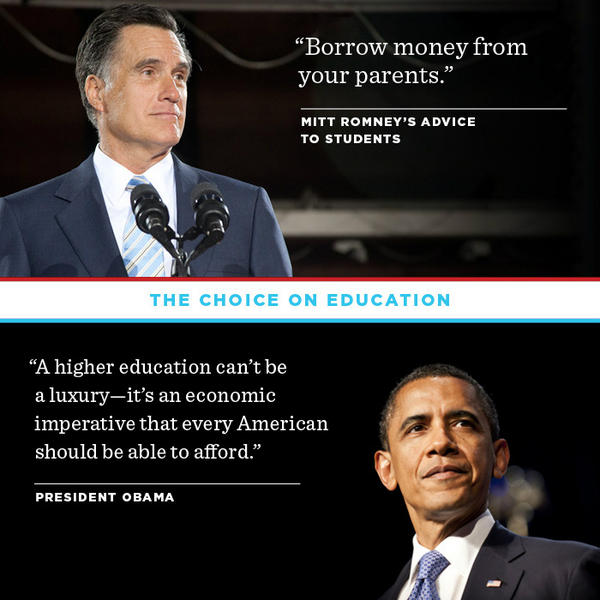 “Borrow money from
your parents.”
MITT ROMNEY’S ADVICE
TO STUDENTS
THE CHOICE ON EDUCATION
“A higher education can’t be
a luxury—it’s an economic
imperative that every American
should be able to afford.”
PRESIDENT OBAMA